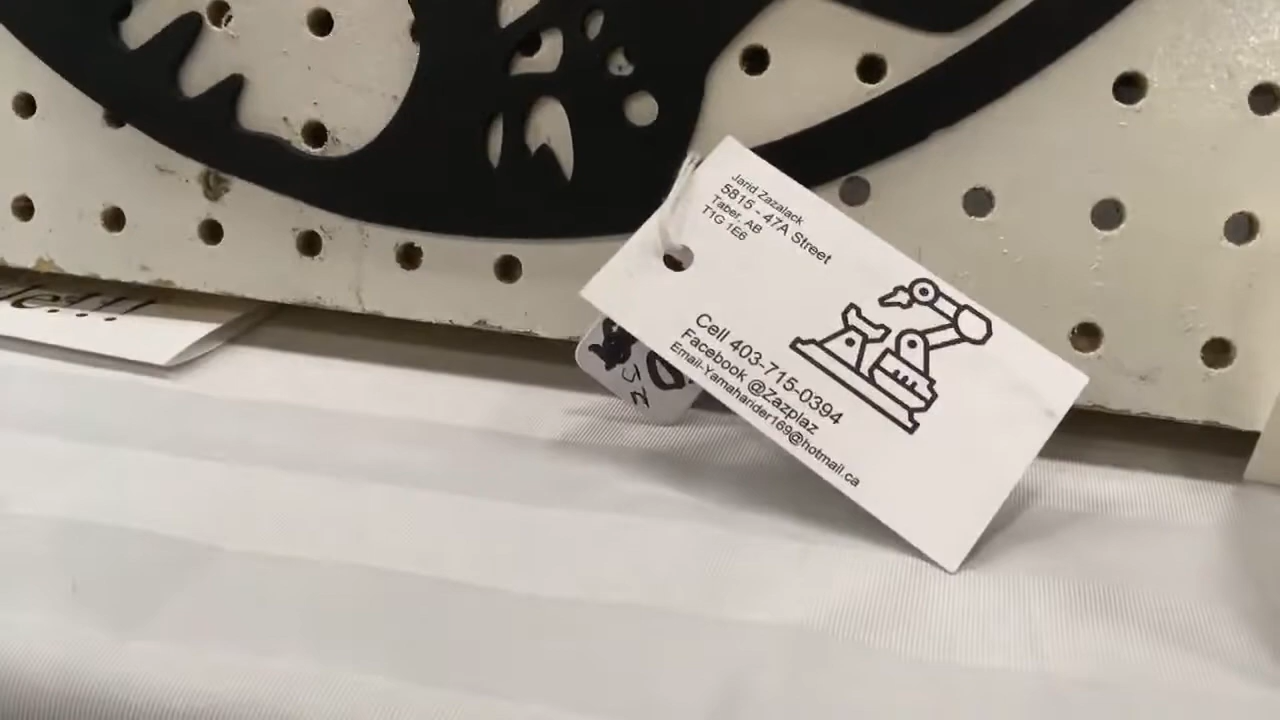 Jarid Zazalack
5815 - 47A Street
Taber, AB
T1G 1E6
Cell 403-715-0394
Facebook @Zazplaz
Email-Yamaharider169@hotmail.ca